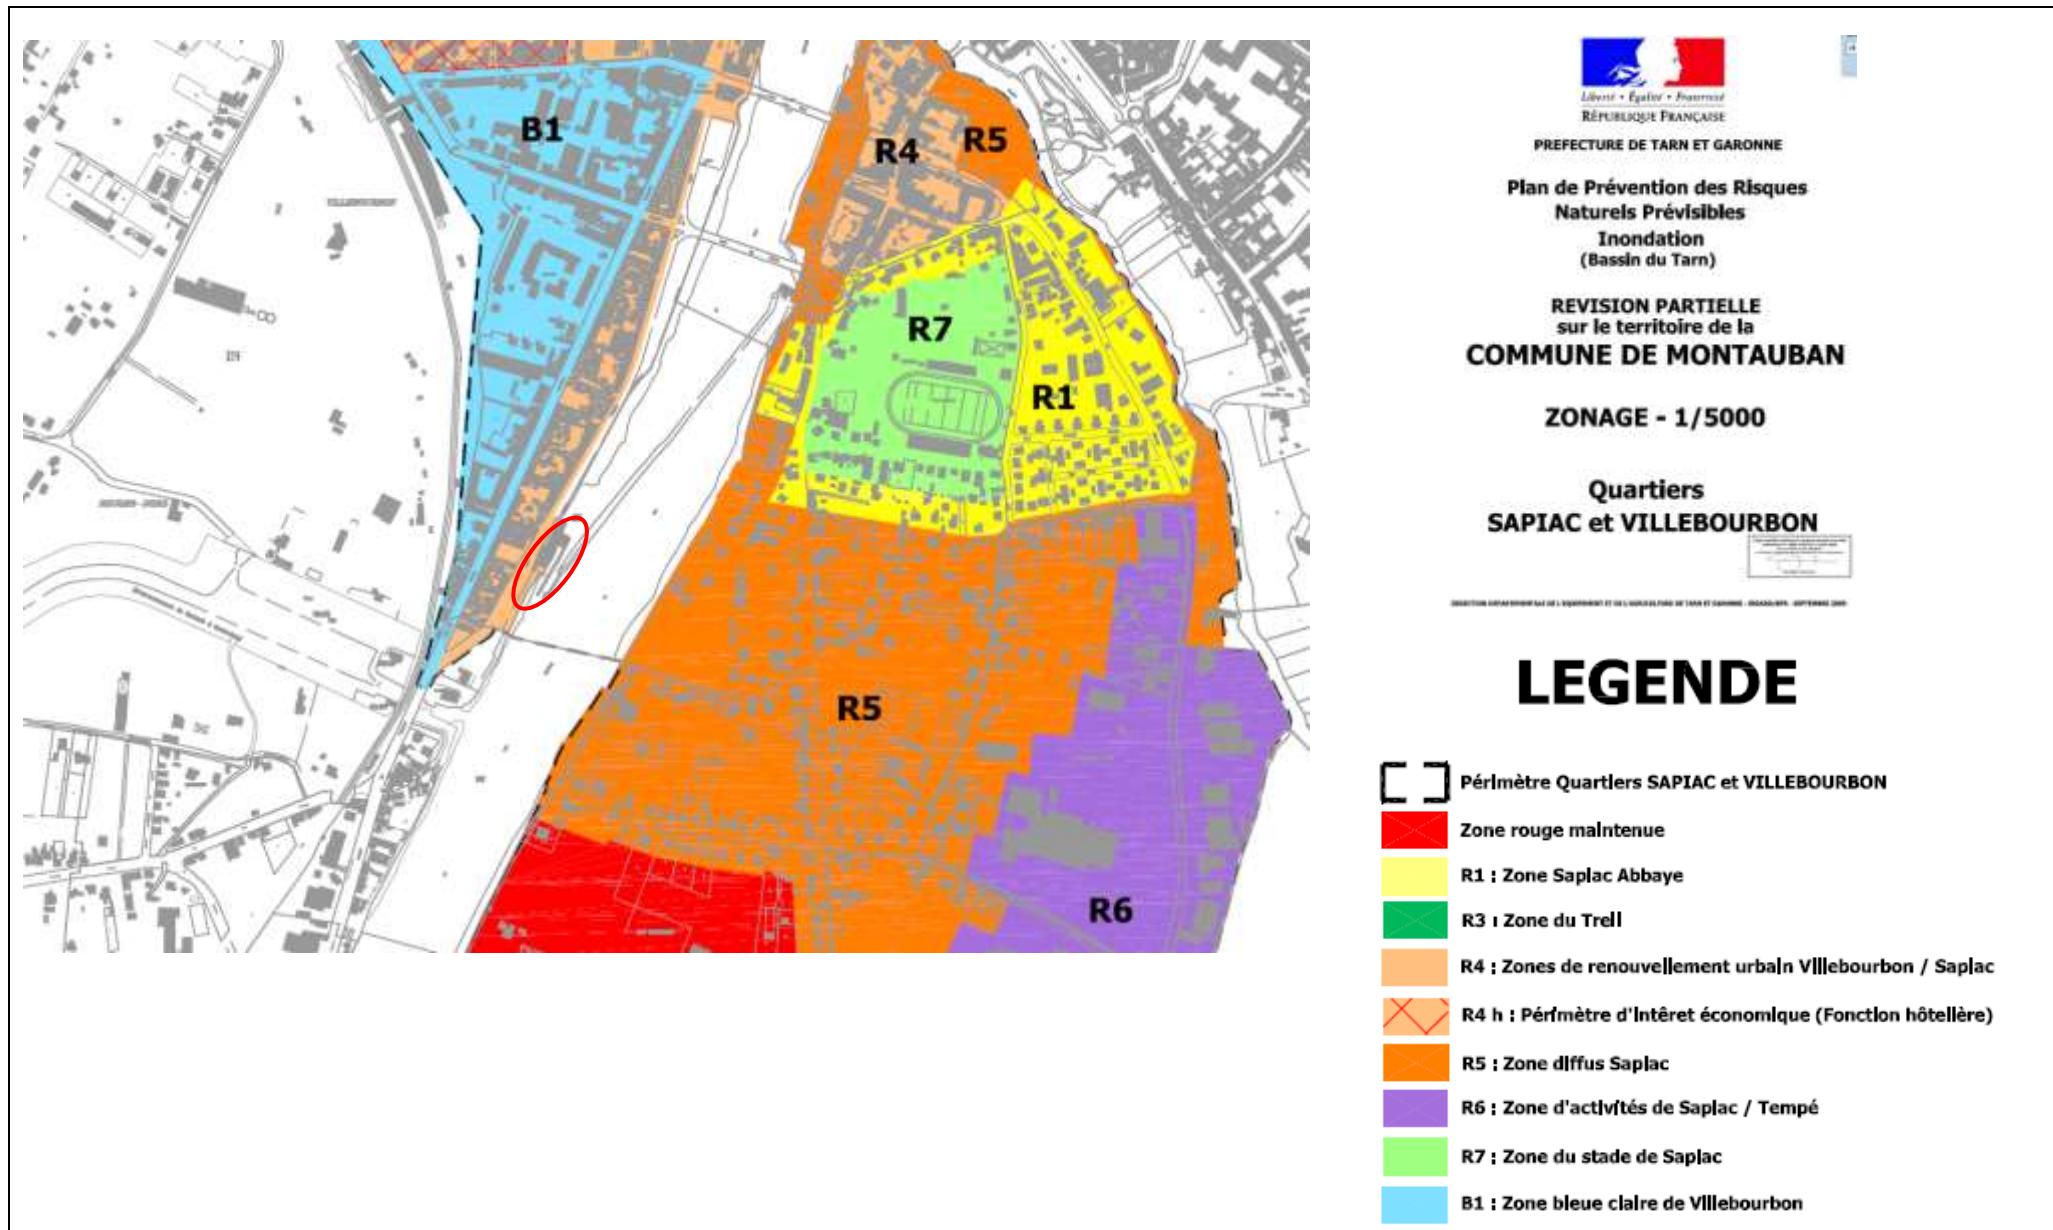 B1
R4
R5
R7
R1
R5
R6
VILLEBOURBON
Liberté • Égalité • Fraternité
RÉPUBLIQUE FRANÇAISE
PREFECTURE DE TARN ET GARONNE
Plan de Prévention des Risques
Naturels Prévisibles
Inondation
(Bassin du Tarn)
REVISION PARTIELLE
sur le territoire de la
COMMUNE DE MONTAUBAN
ZONAGE - 1/5000
Quartiers
SAPIAC et VILLEBOURBON
LEGENDE
Périmètre Quartiers SAPIAC et VILLEBOURBON
Zone rouge maintenue
R1 : Zone Sapiac Abbaye
R3 : Zone du Treil
R4 : Zones de renouvellement urbain Villebourbon / Sapiac
R4 h : Périmètre d'intêret économique (Fonction hôtelière)
R5 : Zone diffus Sapiac
R6 : Zone d'activités de Sapiac / Tempé
R7 : Zone du stade de Sapiac
B1 : Zone bleue claire de Villebourbon